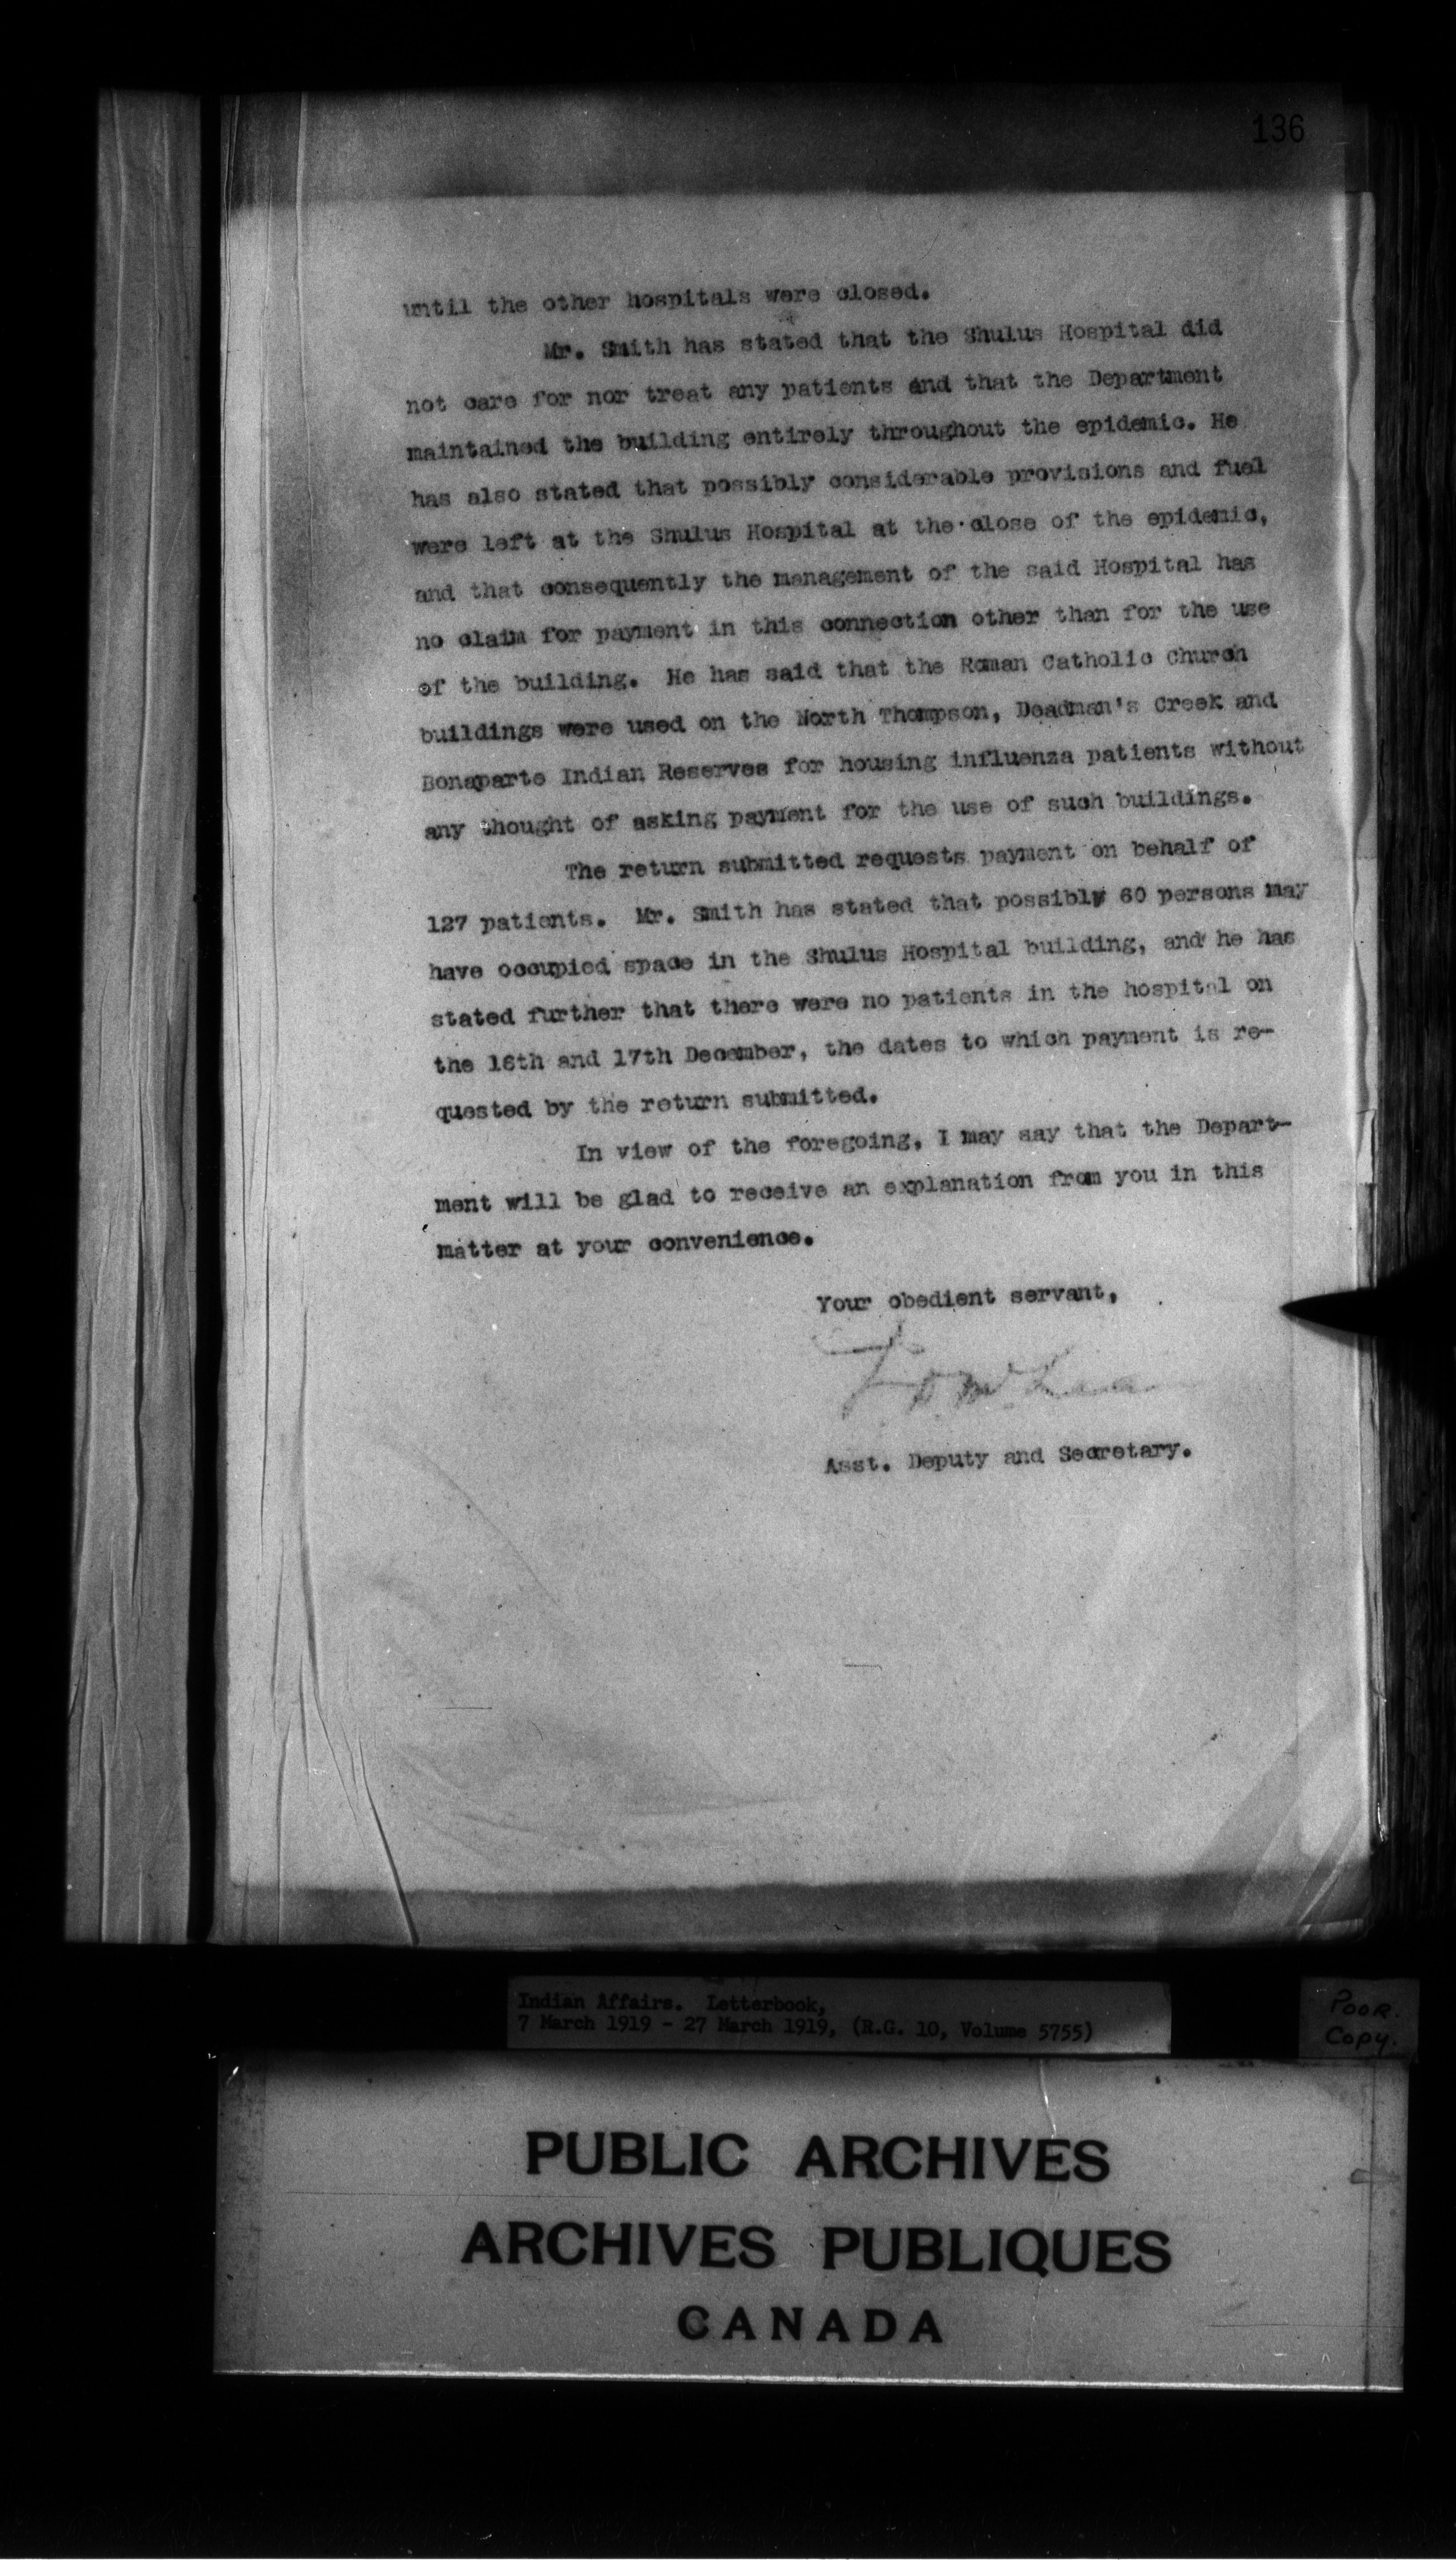 136
until the other hospitals were closed.
Mr. Smith has stated that the Shulus Hospital did
not care for nor treat any patients and that the Department
maintained the building entirely throughout the epidemic. He
has also stated that possibly considerable provisions and fuel
were left at the Shulus Hospital at the close of the epidemic,
and that consequently the management of the said Hospital has
no claim for payment in this connection other than for the use
of the building. He has said that the Roman Catholic Church
buildings were used on the North Thompson, Deadman's Creek and
Bonaparte Indian Reserves for housing influenza patients without
any thought of asking payment for the use of such buildings.
The return submitted requests payment on behalf of
127 patients. Mr. Smith has stated that possibly 60 persons may
have occupied space in the Shulus Hospital building, and he has
stated further that there were no patients in the hospital on
the 16th and 17th December, the dates to which payment is re-
quested by the return submitted.
In view of the foregoing, I may say that the Depart-
ment will be glad to receive an explanation from you in this
matter at your convenience.
Your obedient servant,
Asst. Deputy and Secretary.
Indian Affairs. Letterbook,
7 March 1919 - 27 March 1919, (R.G. 10, Volume 5755)
POOR.
Copy.
PUBLIC ARCHIVES
ARCHIVES PUBLIQUES
CANADA